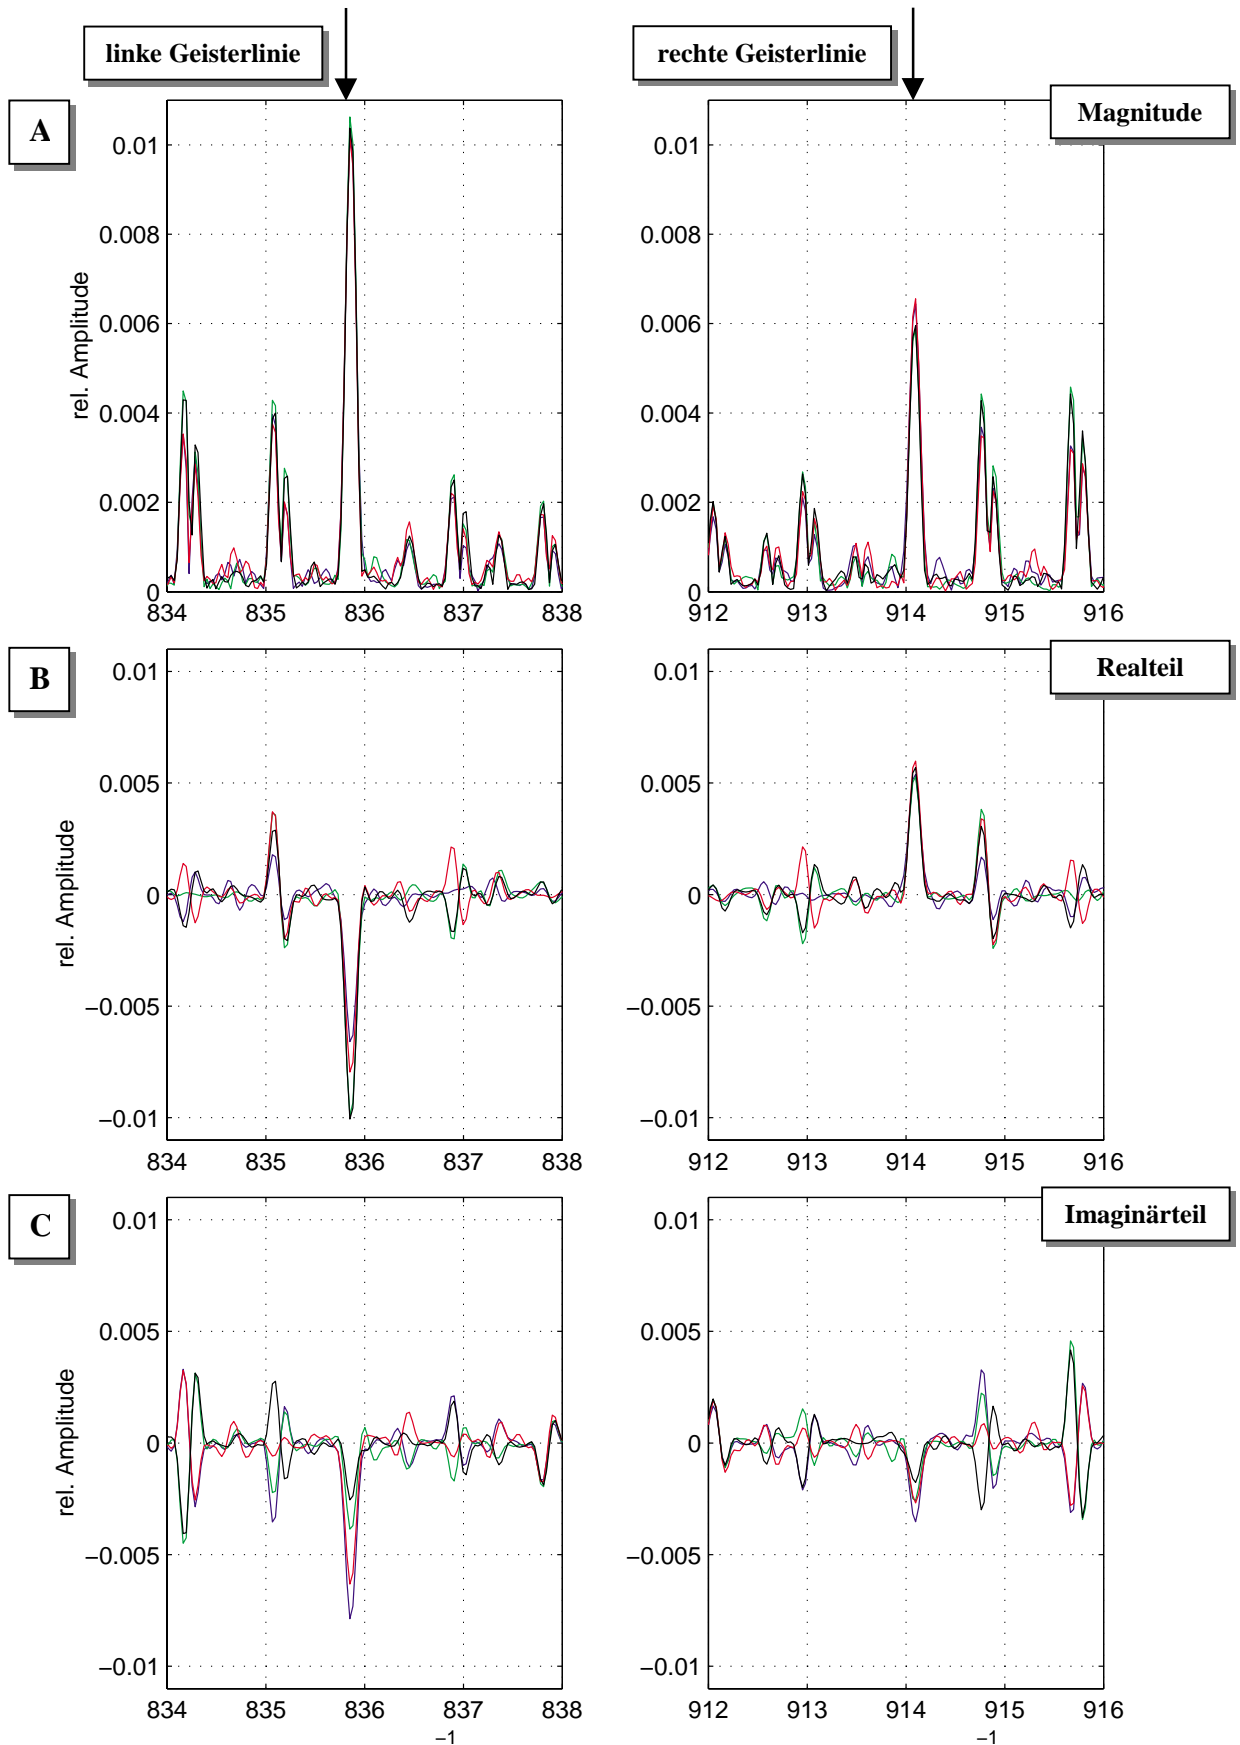 linke Geisterlinie
rechte Geisterlinie
A
Magnitude
0.01
0.008
0.006
0.004
0.002
0
rel. Amplitude
834 835 836 837 838
0.01
0.008
0.006
0.004
0.002
0
912 913 914 915 916
B
Realteil
0.01
0.005
0
−0.005
−0.01
rel. Amplitude
834 835 836 837 838
0.01
0.005
0
−0.005
−0.01
912 913 914 915 916
C
Imaginärteil
0.01
0.005
0
−0.005
−0.01
rel. Amplitude
834 835 836 837 838
−1
0.01
0.005
0
−0.005
−0.01
912 913 914 915 916
−1